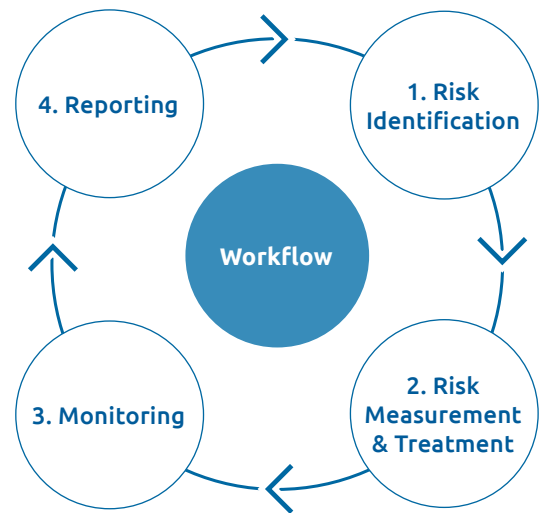 4. Reporting
1. Risk
Identification
Workflow
3. Monitoring
2. Risk
Measurement
& Treatment